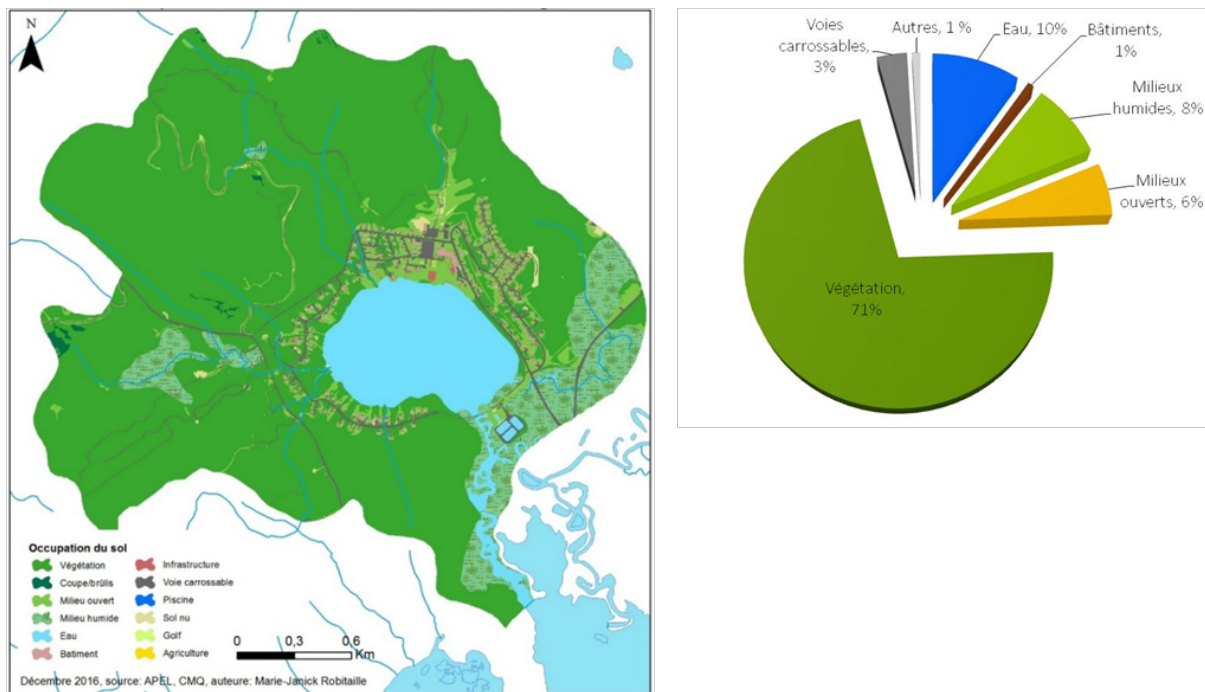 N
Occupation du sol
Végétation
Coupe/brûlis
Milieu ouvert
Milieu humide
Eau
Batiment
Infrastructure
Voie carrossable
Piscine
Sol nu
Golf
Agriculture
0 0,3 0,6
Km
Décembre 2016, source: APEL, CMQ, auteure: Marie-Janick Robitaille
Voies
carrossables,
3%
Autres, 1 %
Eau, 10%
Bâtiments,
1%
Milieux
humides, 8%
Milieux
ouverts, 6%
Végétation,
71%